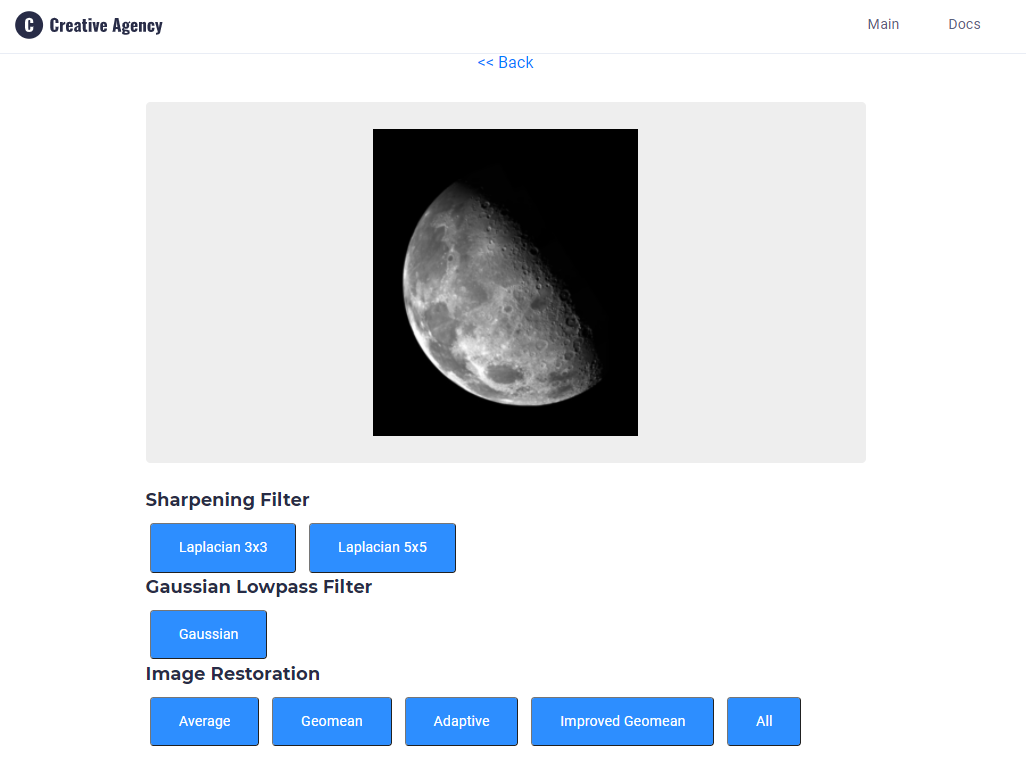 C Creative Agency Main Docs
<< Back
Sharpening Filter
Laplacian 3x3 Laplacian 5x5
Gaussian Lowpass Filter
Gaussian
Image Restoration
Average Geomean Adaptive Improved Geomean All